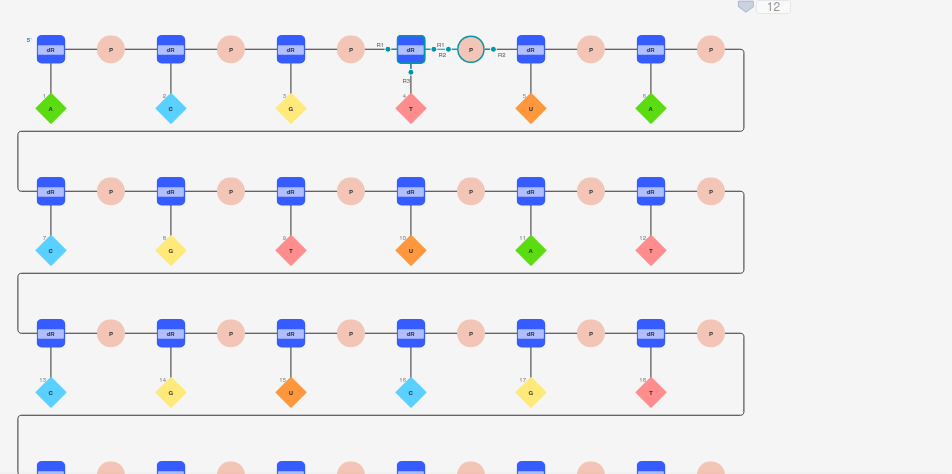 12
5'
dR P dR P dR P R1 dR R1 R2 P R2 dR P dR P
R3
1 2 3 4 5 6
A C G T U A
dR P dR P dR P dR P dR P dR P
7 8 9 10 11 12
C G T U A T
dR P dR P dR P dR P dR P dR P
13 14 15 16 17 18
C G U C G T